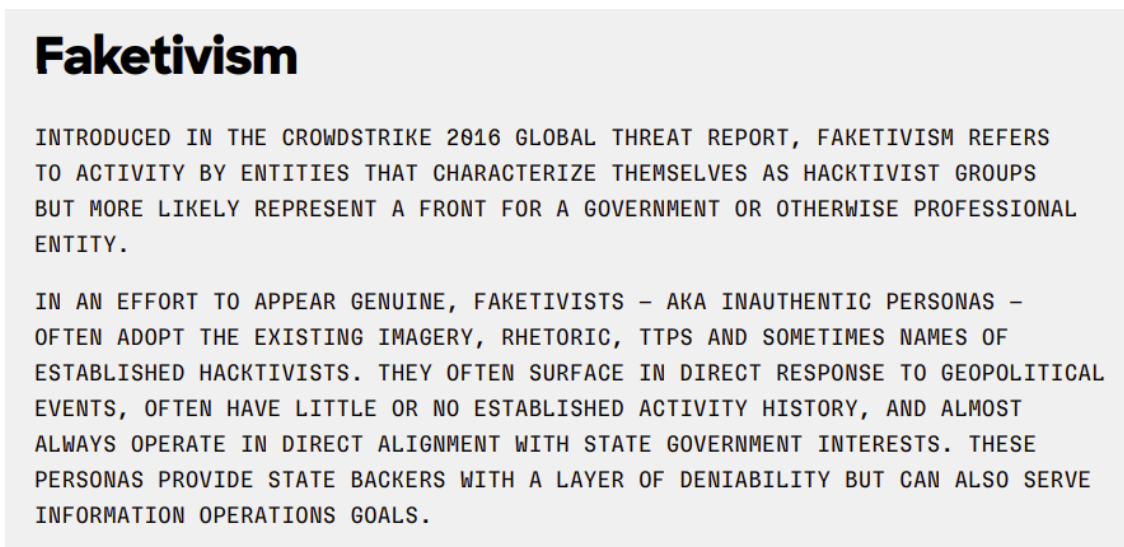 Faketivism
INTRODUCED IN THE CROWDSTRIKE 2016 GLOBAL THREAT REPORT, FAKETIVISM REFERS
TO ACTIVITY BY ENTITIES THAT CHARACTERIZE THEMSELVES AS HACKTIVIST GROUPS
BUT MORE LIKELY REPRESENT A FRONT FOR A GOVERNMENT OR OTHERWISE PROFESSIONAL
ENTITY.
IN AN EFFORT TO APPEAR GENUINE, FAKETIVISTS – AKA INAUTHENTIC PERSONAS –
OFTEN ADOPT THE EXISTING IMAGERY, RHETORIC, TTPS AND SOMETIMES NAMES OF
ESTABLISHED HACKTIVISTS. THEY OFTEN SURFACE IN DIRECT RESPONSE TO GEOPOLITICAL
EVENTS, OFTEN HAVE LITTLE OR NO ESTABLISHED ACTIVITY HISTORY, AND ALMOST
ALWAYS OPERATE IN DIRECT ALIGNMENT WITH STATE GOVERNMENT INTERESTS. THESE
PERSONAS PROVIDE STATE BACKERS WITH A LAYER OF DENIABILITY BUT CAN ALSO SERVE
INFORMATION OPERATIONS GOALS.